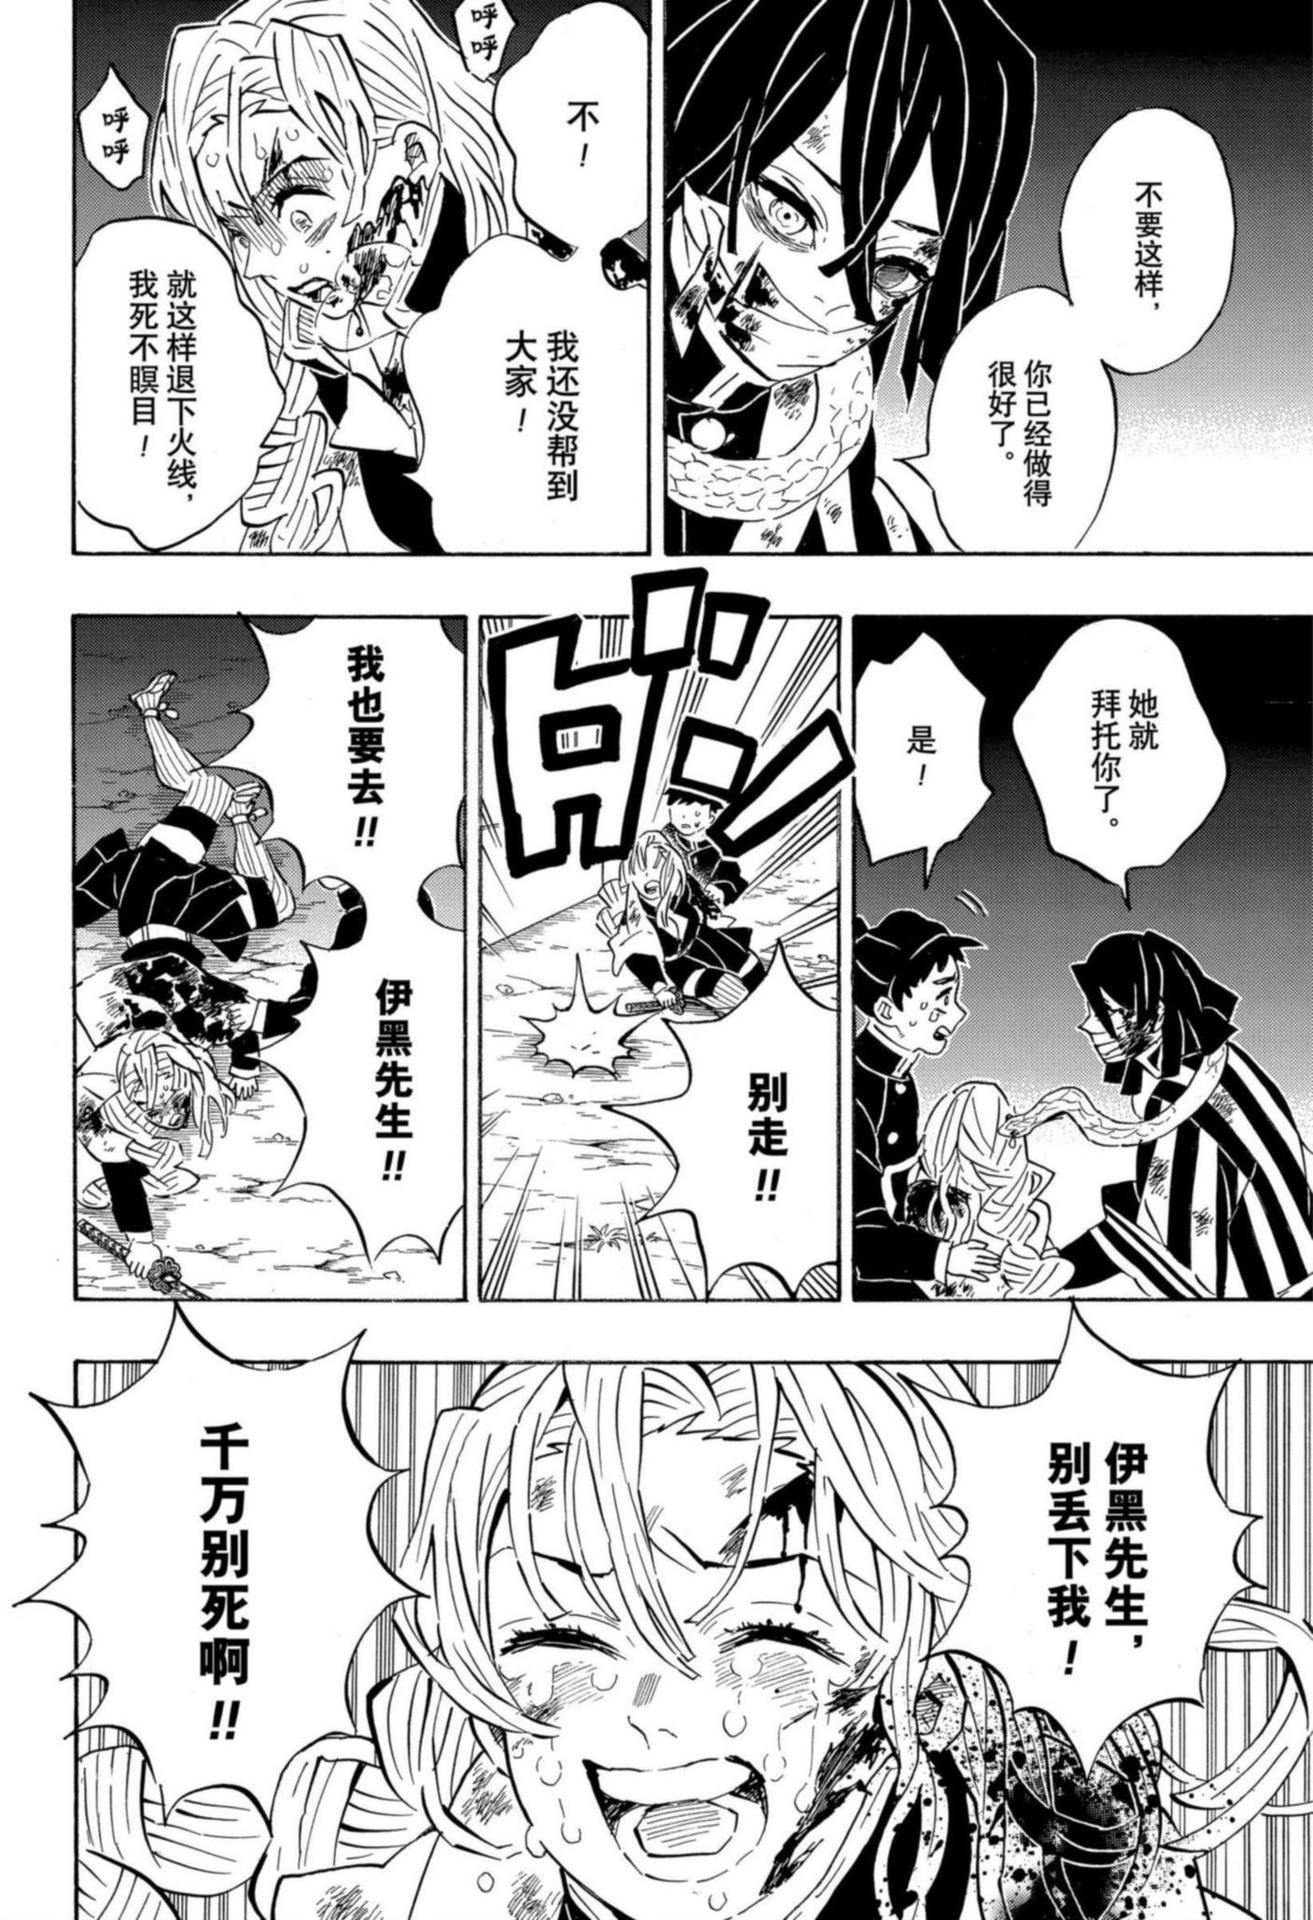 不要这样，
你已经做得
很好了。
不！
我还没帮到
大家！
呼呼
呼呼
就这样退下火线，
我死不瞑目！
她就
拜托你了。
是！
别走！！
我也要去！！
伊黑先生！！
伊黑先生，
别丢下我！
千万别死啊！！